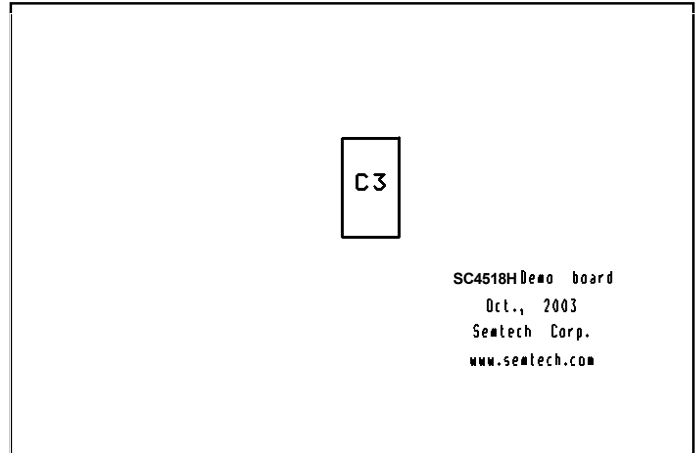 C3
SC4518H Demo board
Oct., 2003
Semtech Corp.
www.semtech.com